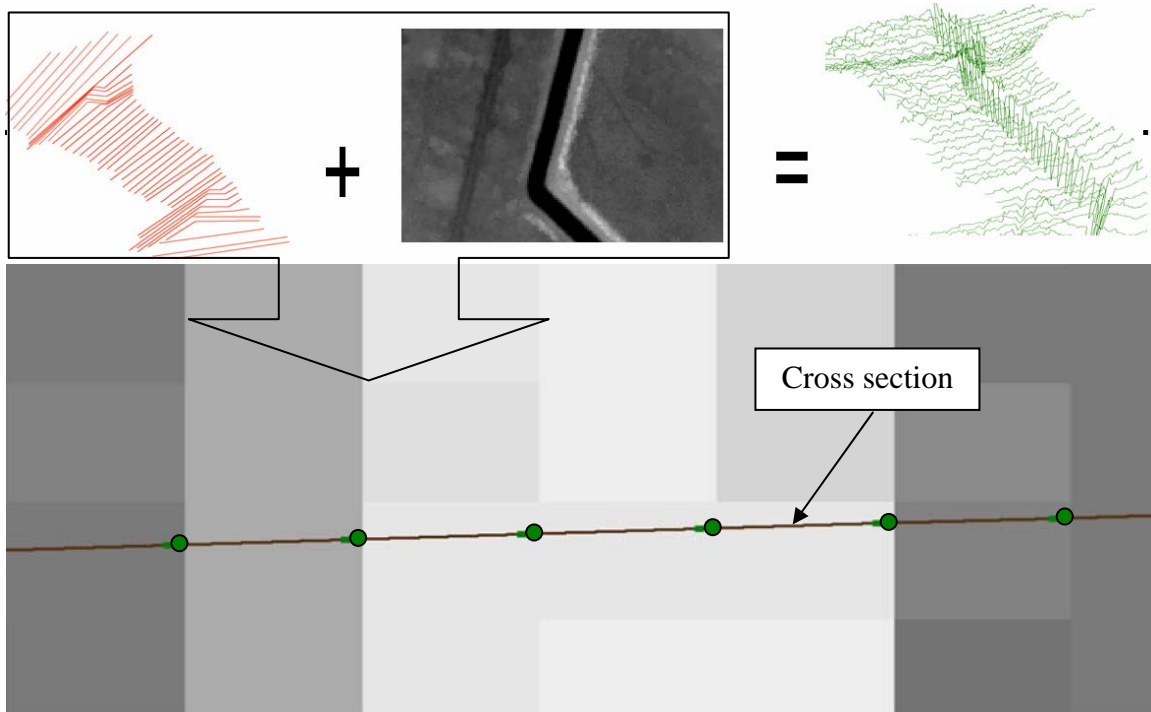 +
=
Cross section